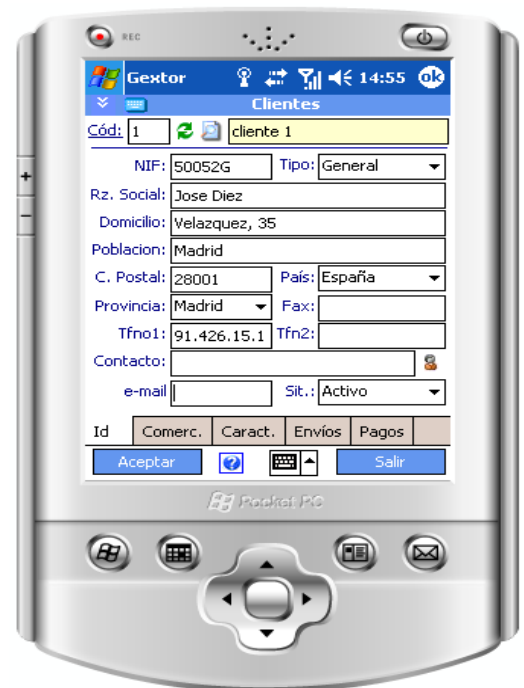 REC
Gextor 14:55 ok
Clientes
Cód: 1 cliente 1
NIF: 50052G Tipo: General
Rz. Social: Jose Diez
Domicilio: Velazquez, 35
Poblacion: Madrid
C. Postal: 28001 País: España
Provincia: Madrid Fax:
Tfno1: 91.426.15.1 Tfn2:
Contacto:
e-mail Sit.: Activo
Id Comerc. Caract. Envíos Pagos
Aceptar ? Salir
Pocket PC